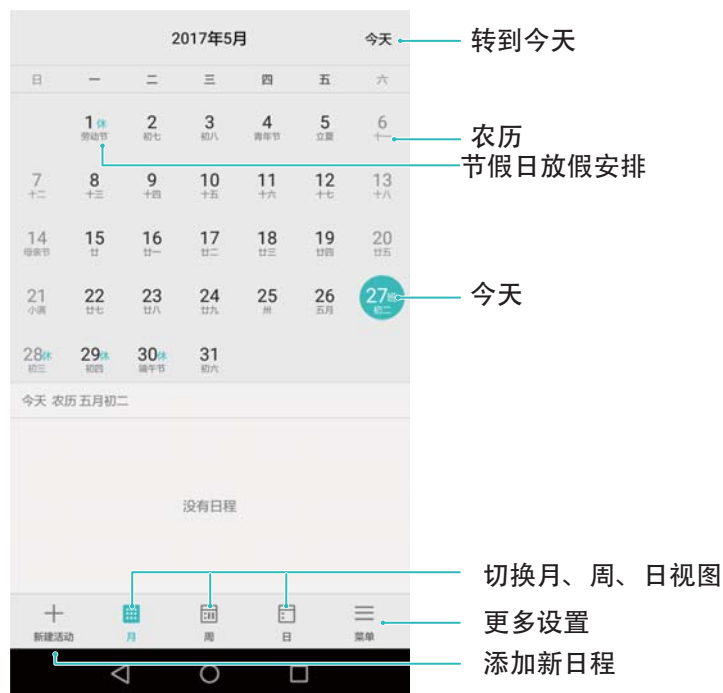 2017年5月 今天 转到今天
日 一 二 三 四 五 六
1休 2 3 4 5 6
劳动节 初七 初八 青年节 立夏 十一 农历
节假日放假安排
7 8 9 10 11 12 13
十二 十三 十四 十五 十六 十七 十八
14 15 16 17 18 19 20
母亲节 廿 廿一 廿二 廿三 廿四 廿五
21 22 23 24 25 26 27班 今天
小满 廿七 廿八 廿九 卅 五月 初二
28休 29休 30休 31
初三 初四 端午节 初六
今天 农历 五月初二
没有日程
切换月、周、日视图
新建活动 月 周 日 菜单 更多设置
添加新日程